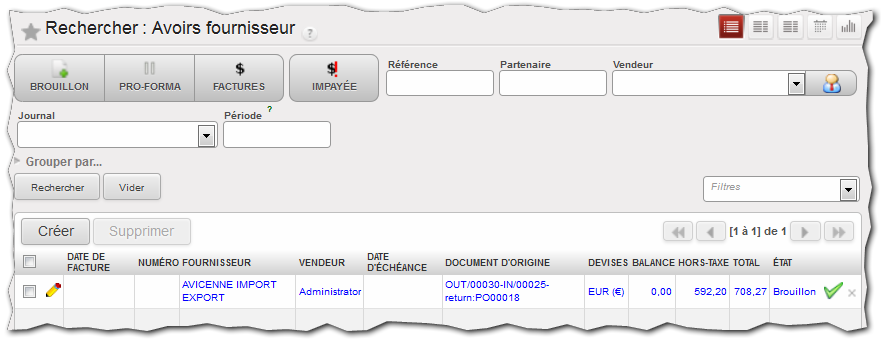 Rechercher : Avoirs fournisseur ?
BROUILLON PRO-FORMA FACTURES IMPAYÉE
Référence Partenaire Vendeur
Journal Période ?
Grouper par...
Rechercher Vider Filtres
Créer Supprimer [1 à 1] de 1
DATE DE FACTURE NUMÉRO FOURNISSEUR VENDEUR DATE D'ÉCHÉANCE DOCUMENT D'ORIGINE DEVISES BALANCE HORS-TAXE TOTAL ÉTAT
AVICENNE IMPORT EXPORT Administrator OUT/00030-IN/00025-return:PO00018 EUR (€) 0,00 592,20 708,27 Brouillon